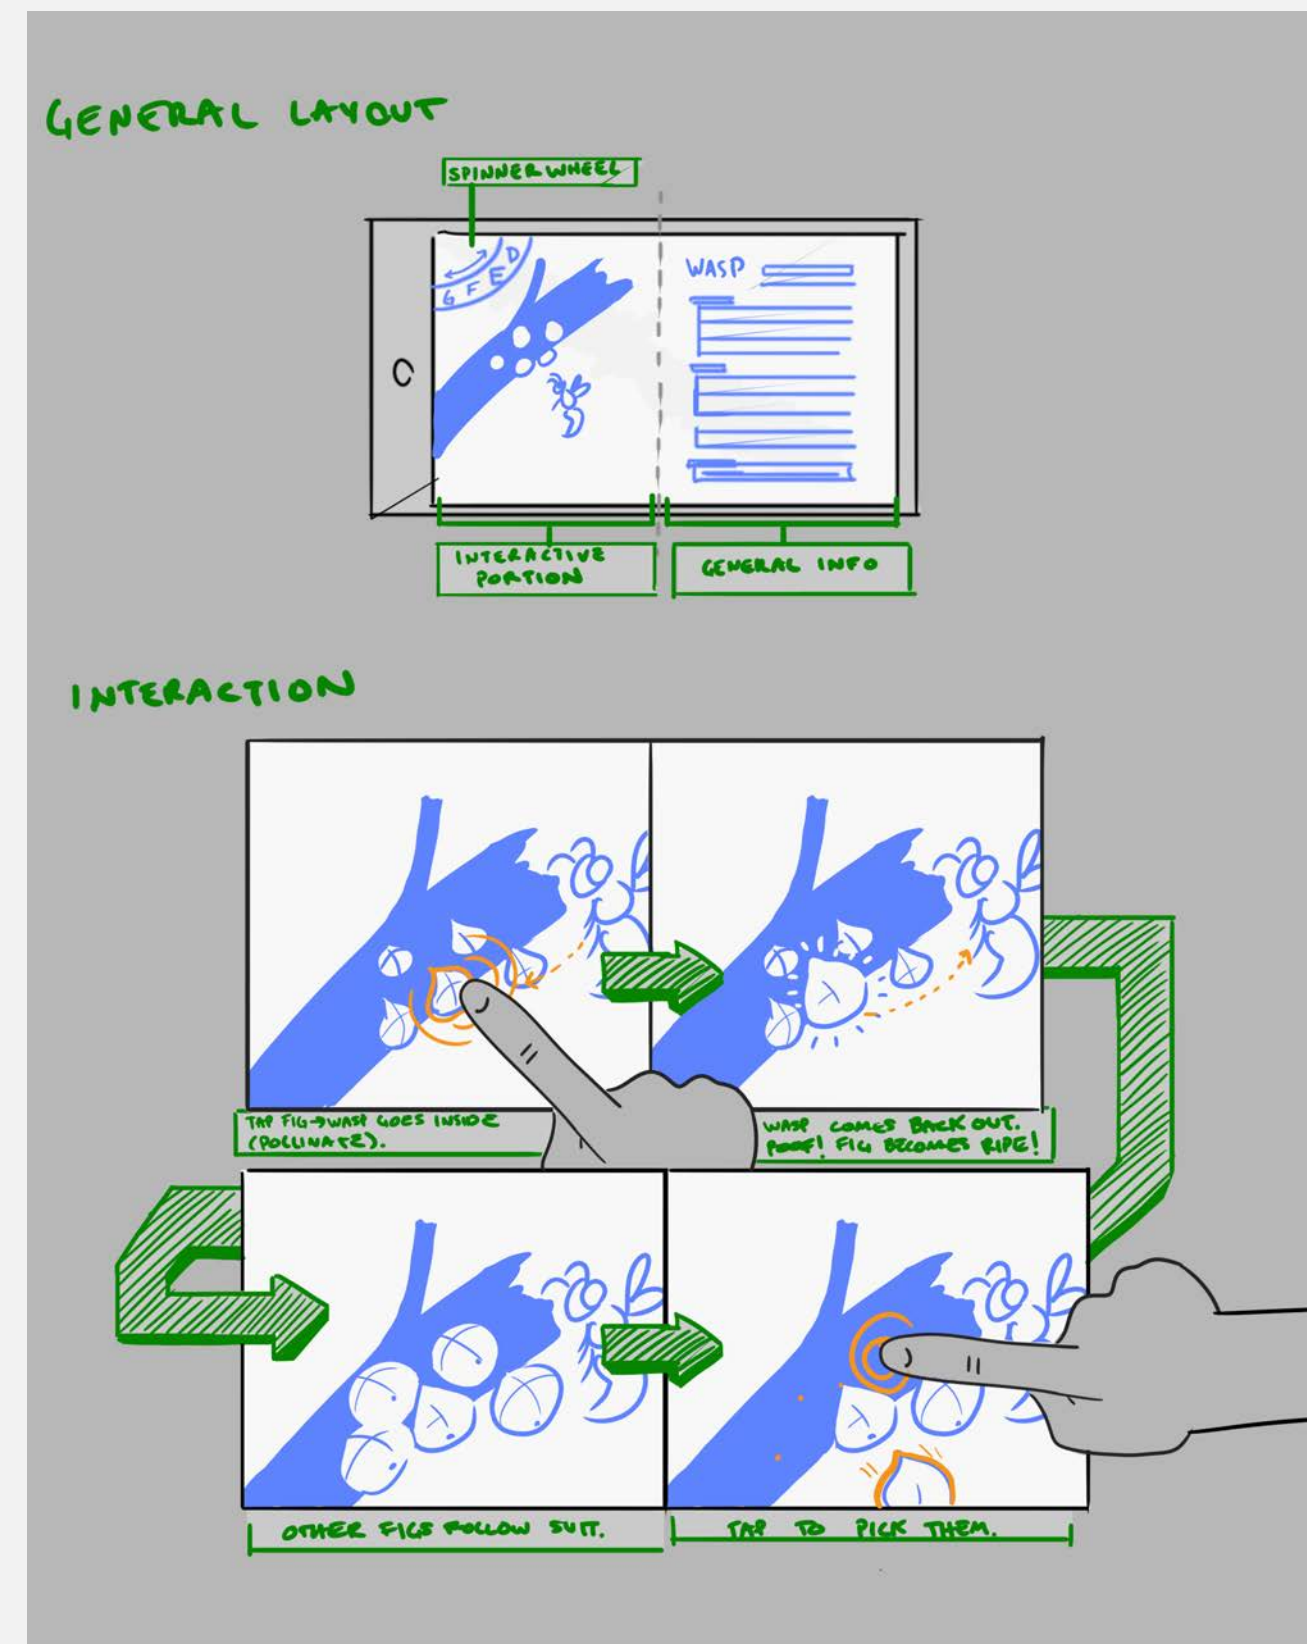 GENERAL LAYOUT
SPINNER WHEEL
G F E D
WASP
INTERACTIVE
PORTION
GENERAL INFO
INTERACTION
TAP FIG→WASP GOES INSIDE
(POLLINATE).
WASP COMES BACK OUT.
POOF! FIG BECOMES RIPE!
OTHER FIGS FOLLOW SUIT.
TAP TO PICK THEM.